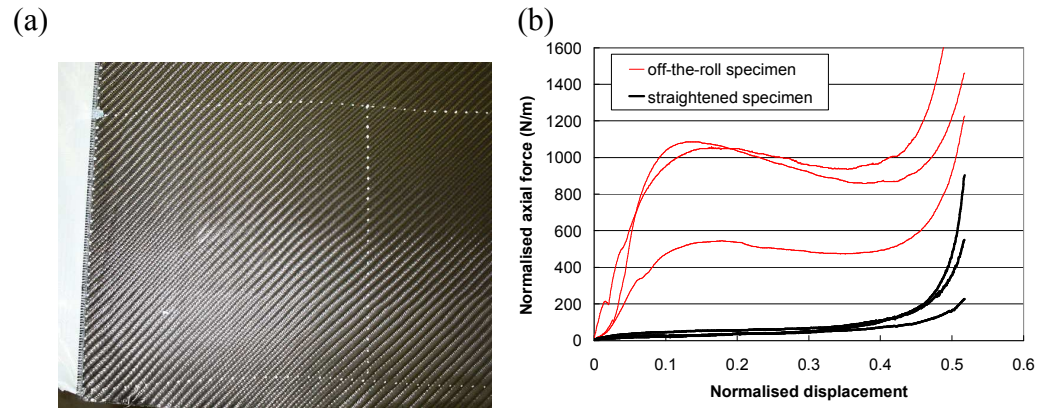 (a)
(b)
Normalised axial force (N/m)
1600
1400
1200
1000
800
600
400
200
0
off-the-roll specimen
straightened specimen
0 0.1 0.2 0.3 0.4 0.5 0.6
Normalised displacement